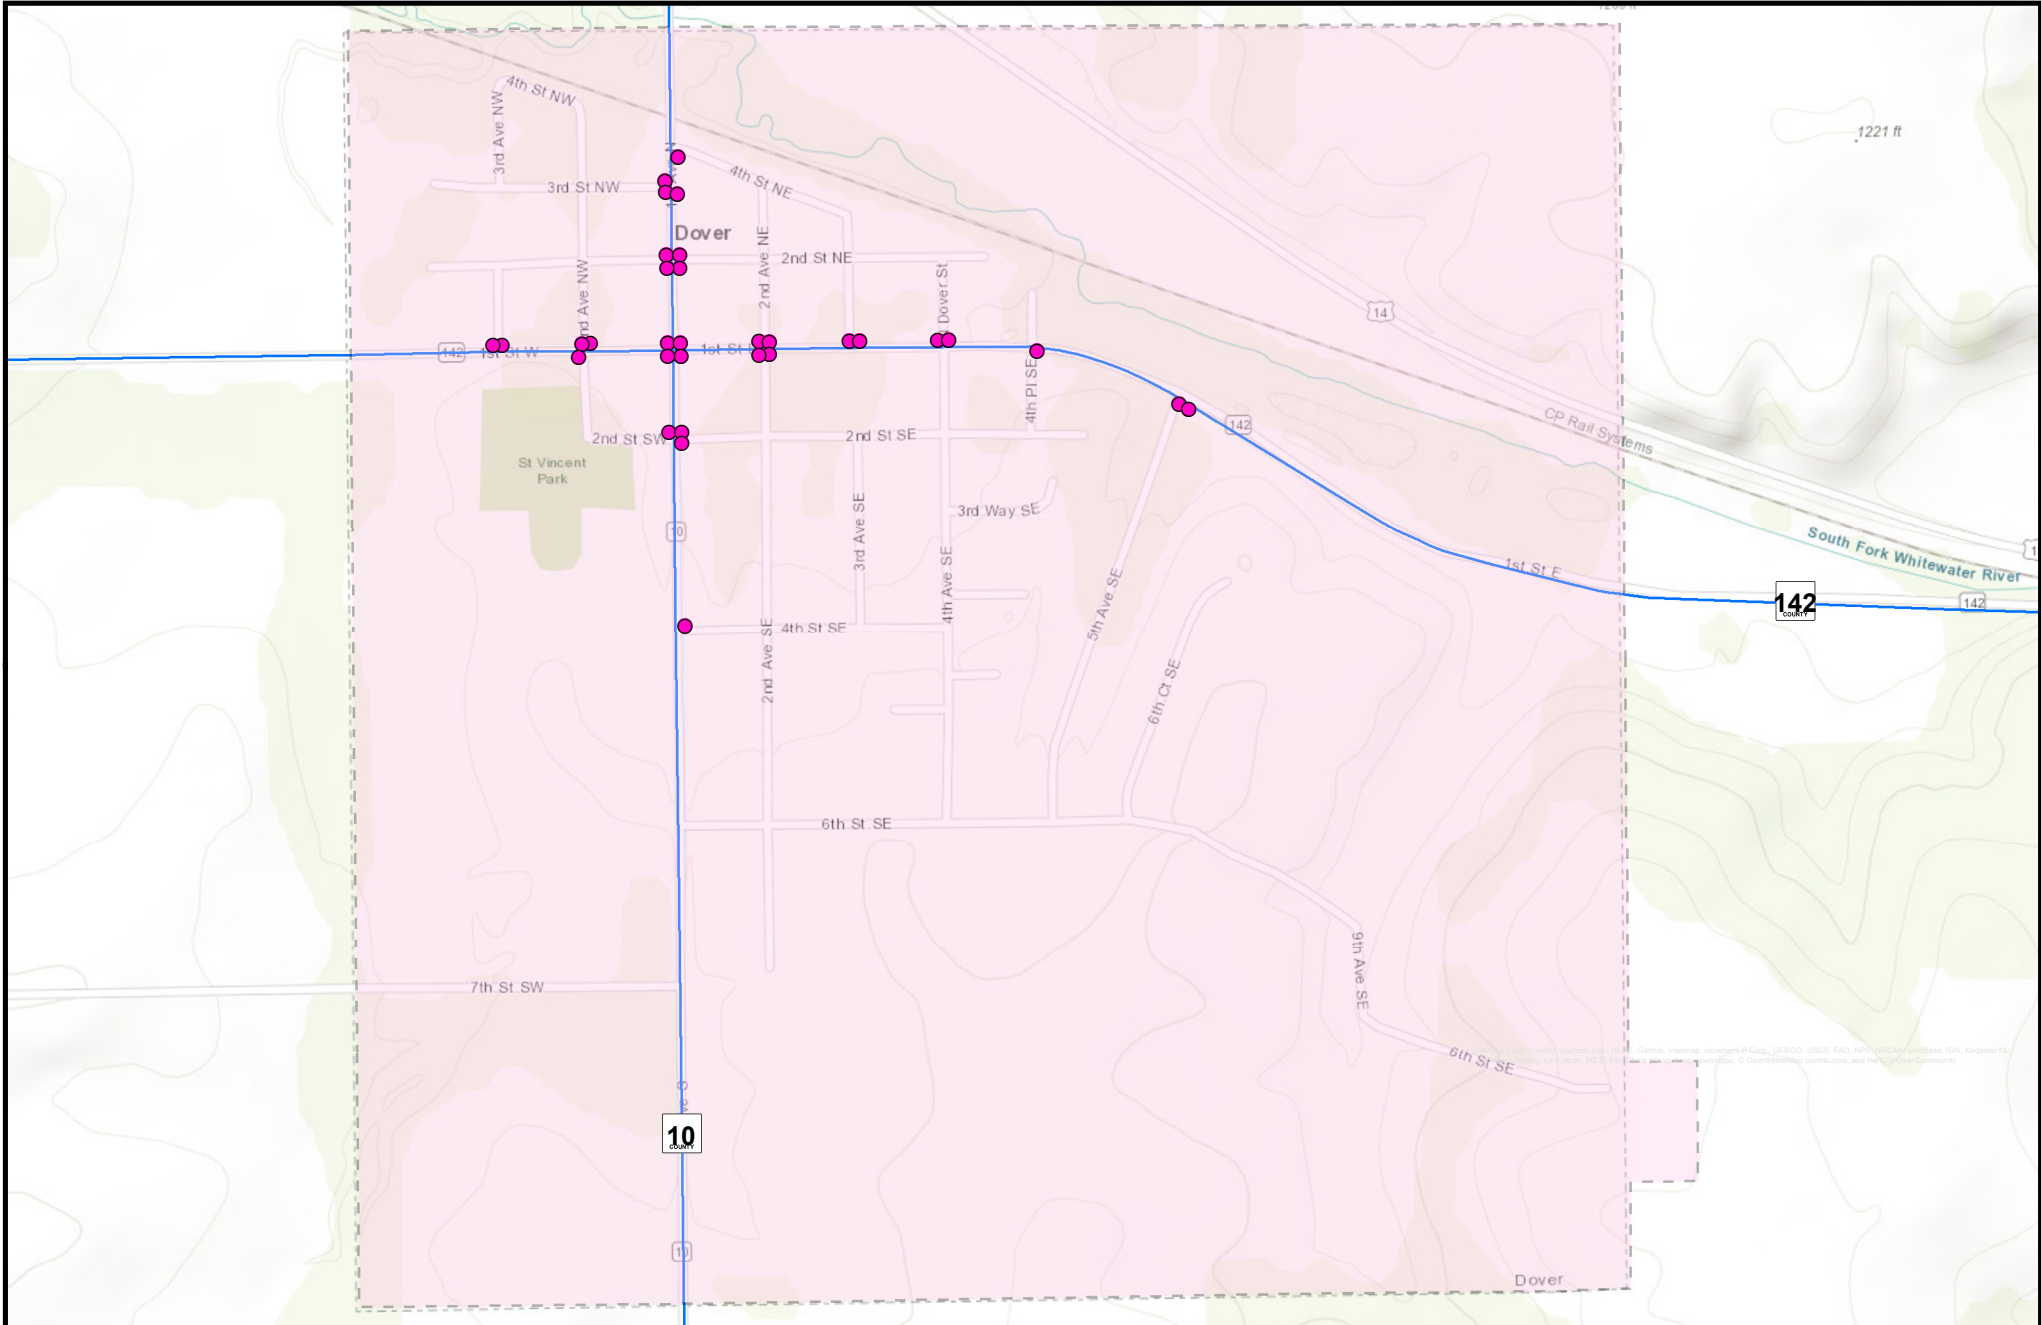 1221 ft
4th St NW
3rd Ave NW
4th St NE
3rd St NW
Dover
2nd Ave NE
2nd St NE
Dover St
14
142
1st St W
1st St
2nd St SW
2nd St SE
4th Pl SE
142
CP Rail Systems
St Vincent
Park
10
3rd Ave SE
3rd Way SE
4th Ave SE
5th Ave SE
1st St E
South Fork Whitewater River
142
COUNTY
142
4th St SE
2nd Ave SE
6th Ct SE
6th St SE
7th St SW
9th Ave SE
6th St SE
10
COUNTY
10
Dover